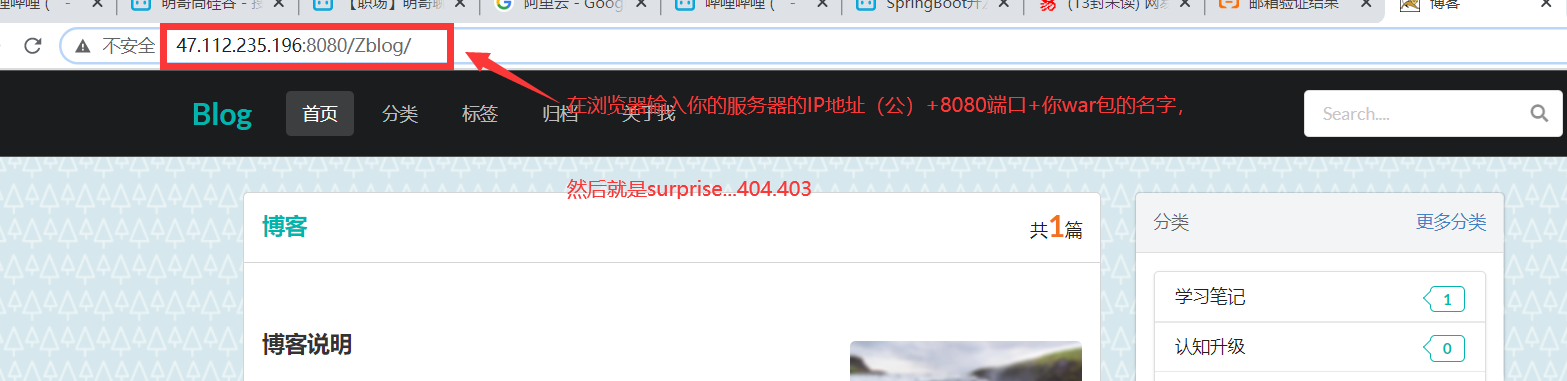 明哥尚硅谷 - 搜
【职场】明哥聊
阿里云 - Goog
哔哩哔哩 ( ゜- ゜
SpringBoot开
(13封未读) 网易
邮箱验证结果
博客
不安全 47.112.235.196:8080/Zblog/
Blog 首页 分类 标签 归档 关于我 Search....
在浏览器输入你的服务器的IP地址（公）+8080端口+你war包的名字，
然后就是surprise...404.403
博客 共1篇
分类 更多分类
学习笔记 1
博客说明
认知升级 0